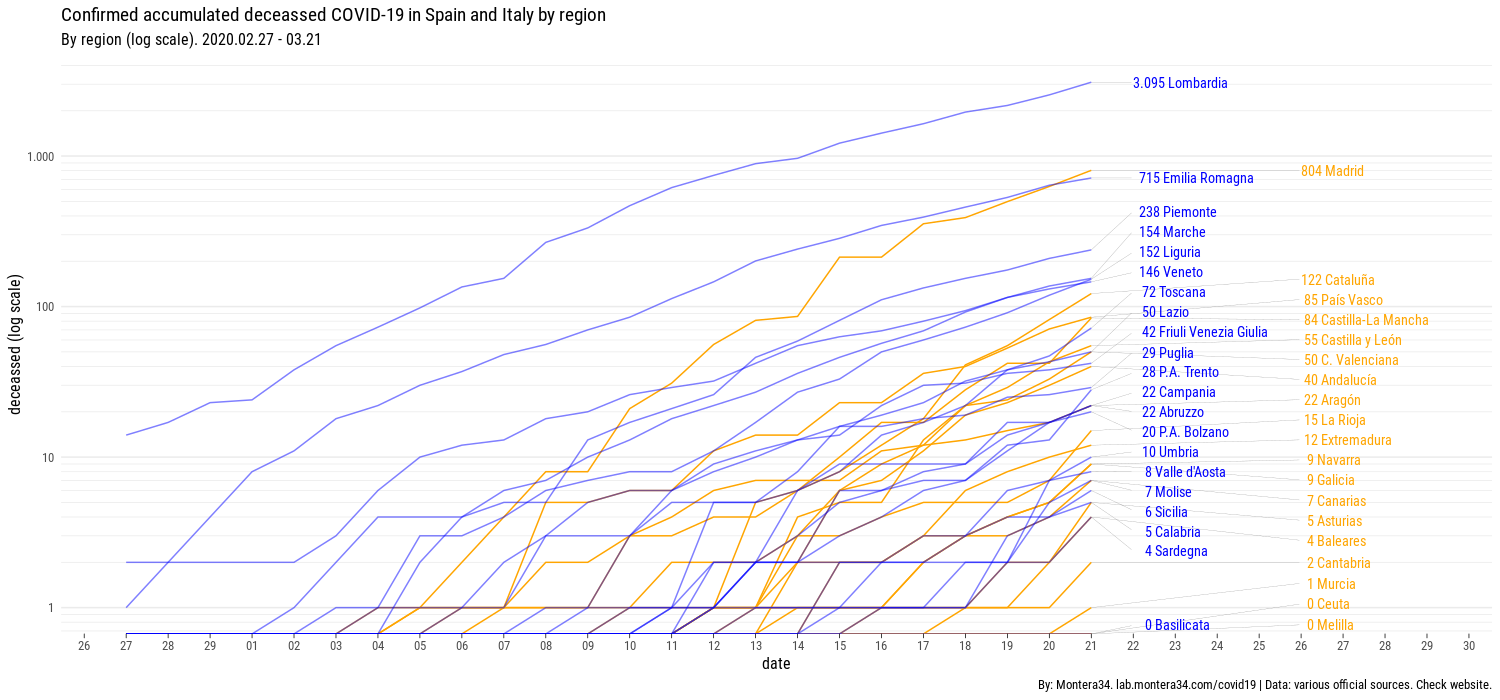 Confirmed accumulated deceassed COVID-19 in Spain and Italy by region
By region (log scale). 2020.02.27 - 03.21
deceassed (log scale)
1.000
100
10
1
3.095 Lombardia
804 Madrid
715 Emilia Romagna
238 Piemonte
154 Marche
152 Liguria
146 Veneto
122 Cataluña
72 Toscana
85 País Vasco
50 Lazio
84 Castilla-La Mancha
42 Friuli Venezia Giulia
55 Castilla y León
29 Puglia
50 C. Valenciana
28 P.A. Trento
40 Andalucía
22 Campania
22 Aragón
22 Abruzzo
15 La Rioja
20 P.A. Bolzano
12 Extremadura
10 Umbria
9 Navarra
8 Valle d'Aosta
9 Galicia
7 Molise
7 Canarias
6 Sicilia
5 Asturias
5 Calabria
4 Baleares
4 Sardegna
2 Cantabria
1 Murcia
0 Ceuta
0 Basilicata
0 Melilla
26 27 28 29 01 02 03 04 05 06 07 08 09 10 11 12 13 14 15 16 17 18 19 20 21 22 23 24 25 26 27 28 29 30
date
By: Montera34. lab.montera34.com/covid19 | Data: various official sources. Check website.